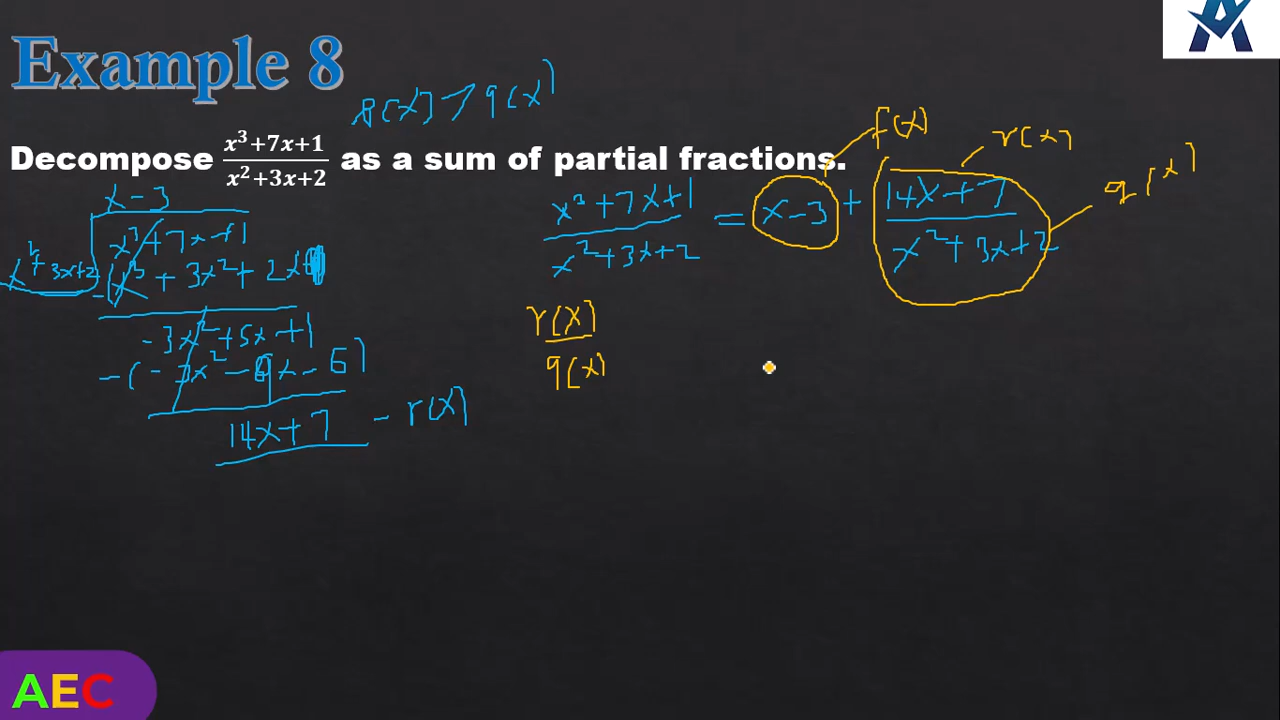 Example 8
8(x) > q(x)
Decompose x³+7x+1 / x²+3x+2 as a sum of partial fractions.
x-3
x³+7x+1
x²+3x+2
-(x³ + 3x² + 2x
-3x²+5x+1
-(-3x² - 9x - 6)
14x+7 - r(x)
x³+7x+1 / x²+3x+2 = x-3 + 14x+7 / x²+3x+2
f(x)
r(x)
q(x)
r(x) / q(x)
AEC